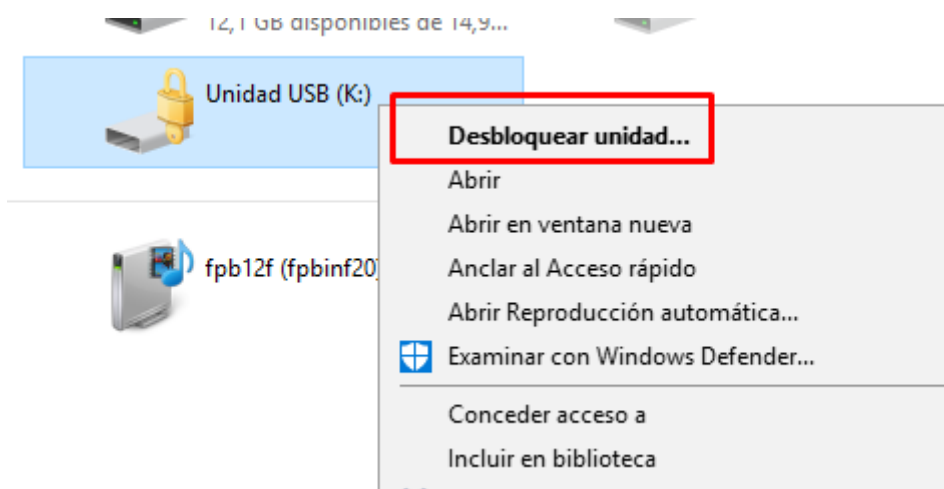 12,1 GB disponibles de 14,9...
Unidad USB (K:)
Desbloquear unidad...
Abrir
Abrir en ventana nueva
fpb12f (fpbinf20)
Anclar al Acceso rápido
Abrir Reproducción automática...
Examinar con Windows Defender...
Conceder acceso a
Incluir en biblioteca